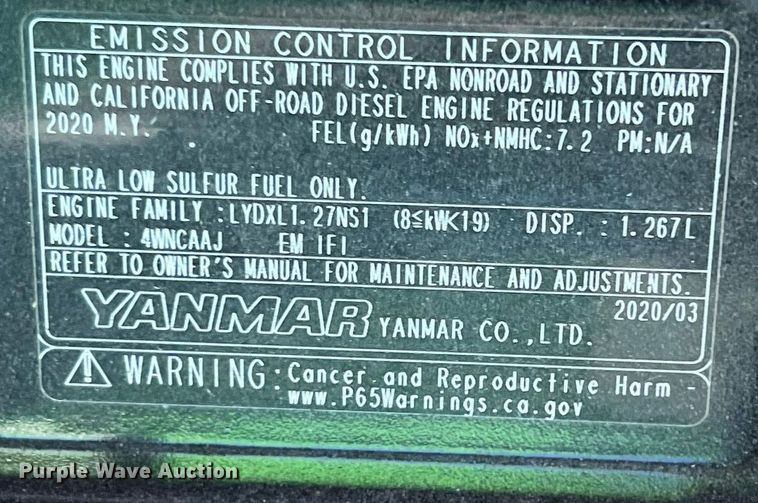 EMISSION CONTROL INFORMATION
THIS ENGINE COMPLIES WITH U.S. EPA NONROAD AND STATIONARY
AND CALIFORNIA OFF-ROAD DIESEL ENGINE REGULATIONS FOR
2020 M.Y. FEL(g/kWh) NOx+NMHC:7.2 PM:N/A
ULTRA LOW SULFUR FUEL ONLY.
ENGINE FAMILY :LYDXL1.27NS1 (8≦kW<19) DISP. : 1.267L
MODEL : 4WNCAAJ EM IFI
REFER TO OWNER'S MANUAL FOR MAINTENANCE AND ADJUSTMENTS.
2020/03
YANMAR YANMAR CO.,LTD.
⚠ WARNING:Cancer and Reproductive Harm -
www.P65Warnings.ca.gov
Purple Wave Auction